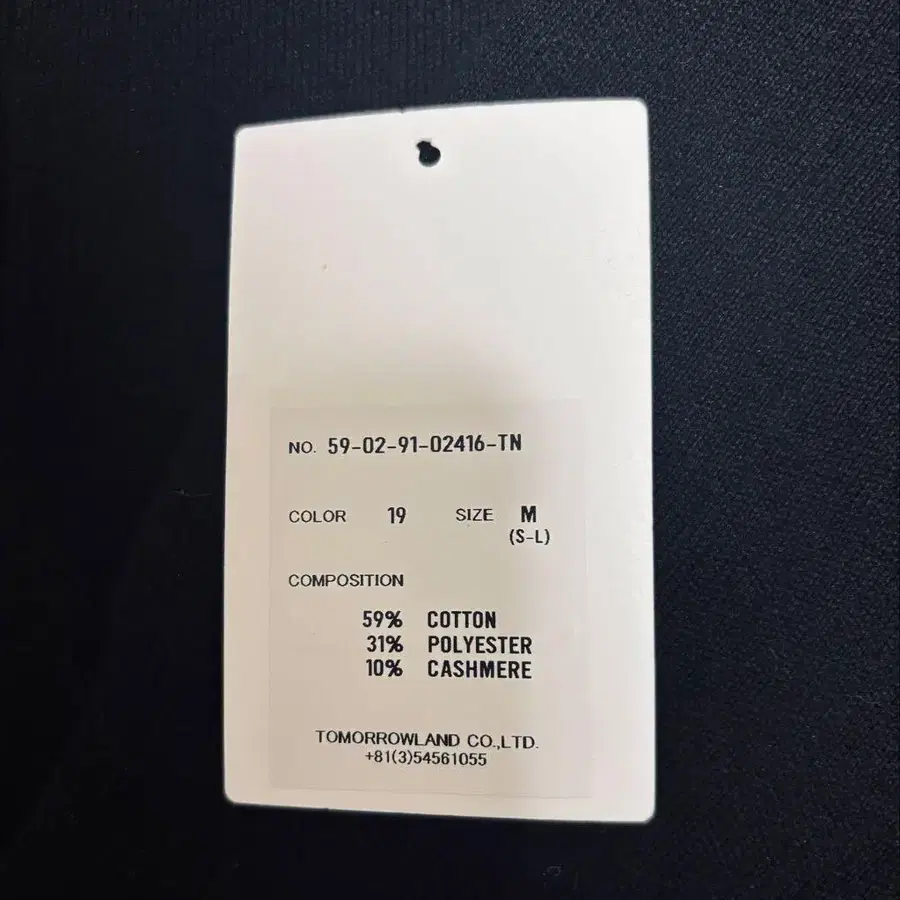 NO. 59-02-91-02416-TN
COLOR 19 SIZE M
(S-L)
COMPOSITION
59% COTTON
31% POLYESTER
10% CASHMERE
TOMORROWLAND CO.,LTD.
+81(3)54561055